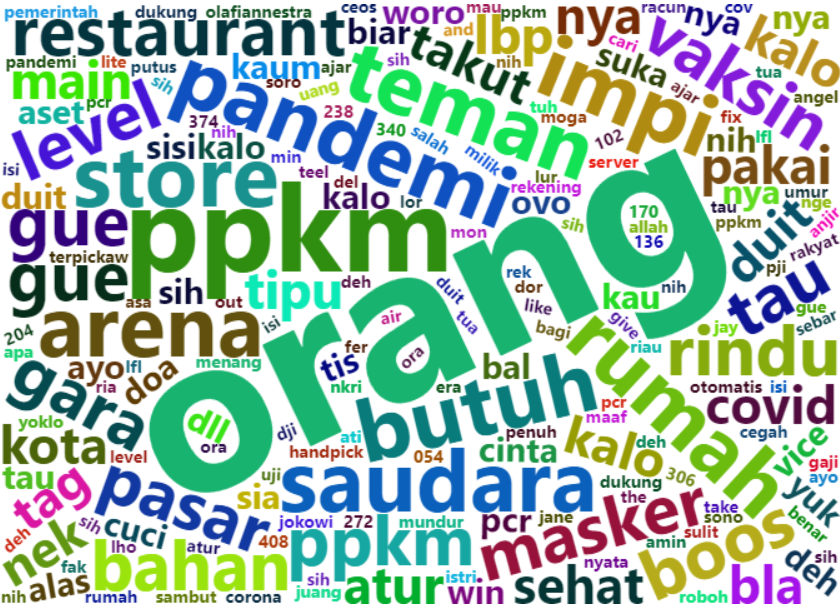 pemerintah dukung olafiannestra ceos woro mau ppkm nya racun nya cov nya
restaurant biar takut and lbp impi cari vaksin kalo
pandemi lite putus kaum ajar sih nih suka ajar tua angel
main sih pandemi soro uang teman tuh moga fix
aset pcr level 374 nih 238 340 salah milik 102 nih lfl
isi sisi kalo min lur. server pakai
duit store teel del kalo lor rekening ovo sih 170 allah 136 nya umur nge
gue ppkm mon orang tau ppkm duit anjir
terpickaw rek pji rakyat
gue sih asa out tipu deh duit tua dor like kau nih tau gue sebar
204 apa arena isi air bagi give jay
ayo lfl menang fer tis ora riau rindu
gara ria doa nkri era bal rumah otomatis isi
yoklo dll ora dji ati butuh pcr maaf covid
kota level handpick 054 penuh cinta kalo deh cegah vice gaji
tau tag pasar uji sia saudara 306 dukung the ayo
deh sih cuci jokowi 272 mundur pcr jane masker take sono yuk benar
nek lho atur 408 ppkm nyata amin sulit boos deh sih
fak bahan sih istri
nih alas rumah sambut corona juang atur win sehat roboh bla